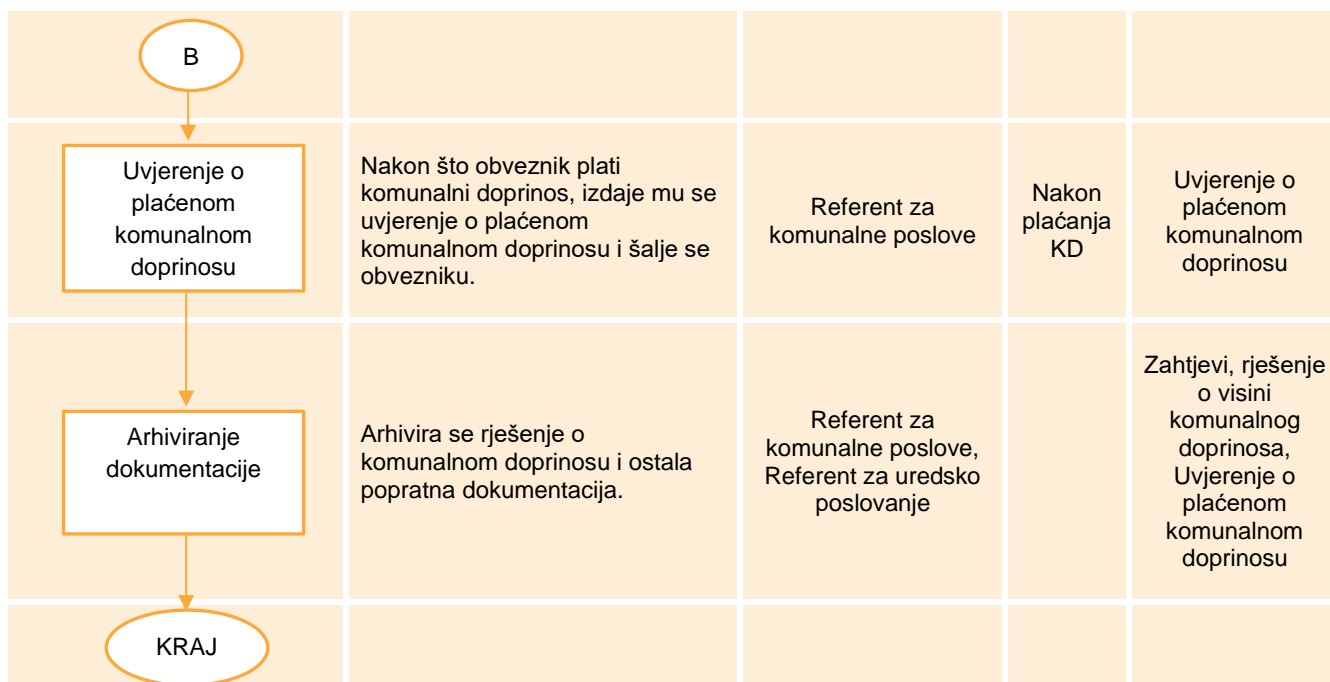 B
Uvjerenje o
plaćenom
komunalnom
doprinosu
Nakon što obveznik plati
komunalni doprinos, izdaje mu se
uvjerenje o plaćenom
komunalnom doprinosu i šalje se
obvezniku.
Referent za
komunalne poslove
Nakon
plaćanja
KD
Uvjerenje o
plaćenom
komunalnom
doprinosu
Arhiviranje
dokumentacije
Arhivira se rješenje o
komunalnom doprinosu i ostala
popratna dokumentacija.
Referent za
komunalne poslove,
Referent za uredsko
poslovanje
Zahtjevi, rješenje
o visini
komunalnog
doprinosa,
Uvjerenje o
plaćenom
komunalnom
doprinosu
KRAJ